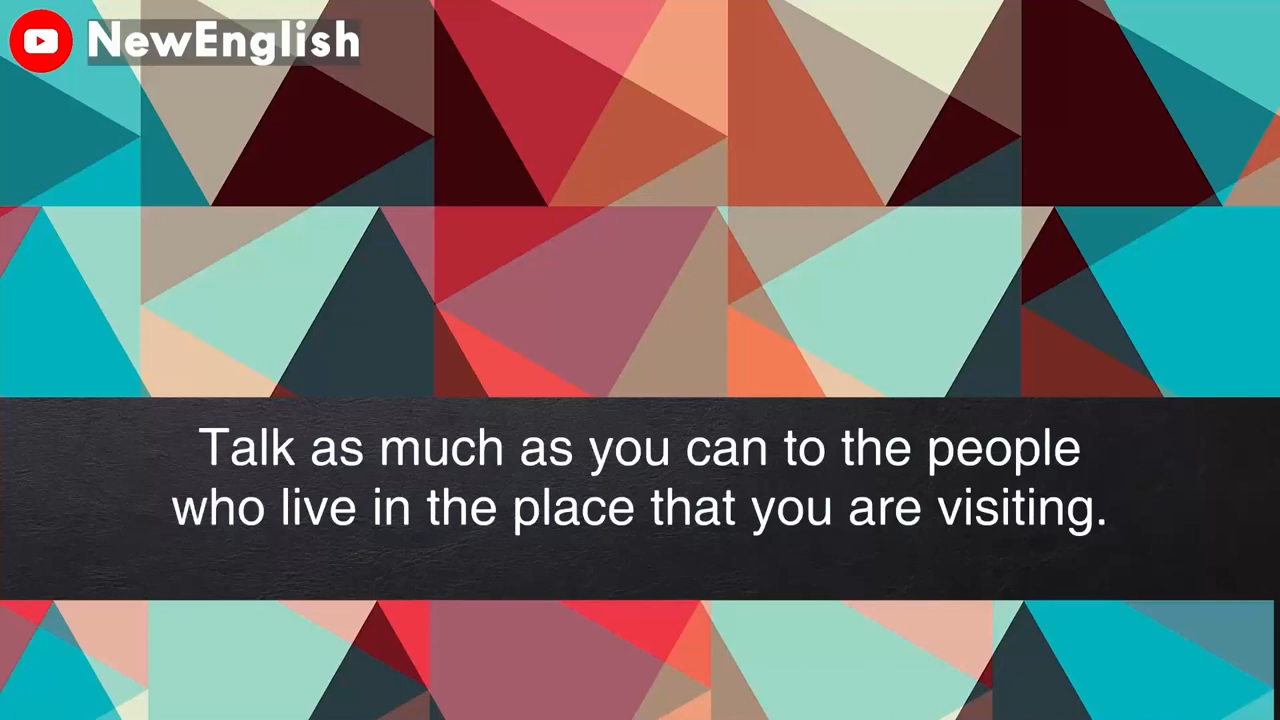 NewEnglish
Talk as much as you can to the people
who live in the place that you are visiting.